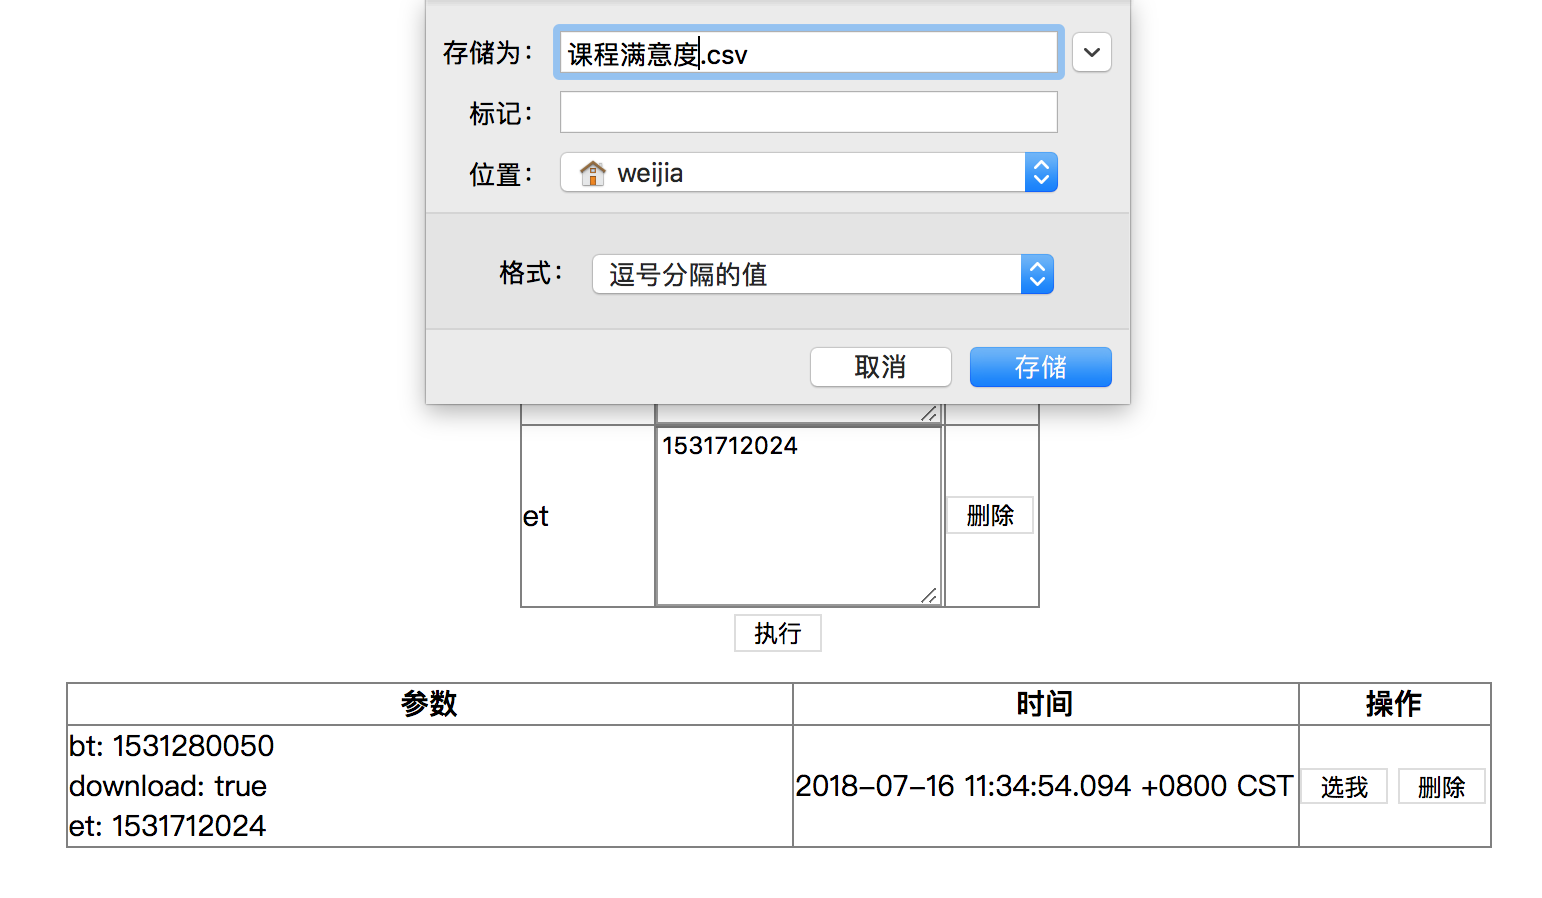 存储为： 课程满意度.csv
标记：
位置： weijia
格式： 逗号分隔的值
取消 存储
et 1531712024 删除
执行
参数 时间 操作
bt: 1531280050
download: true
et: 1531712024
2018-07-16 11:34:54.094 +0800 CST
选我 删除